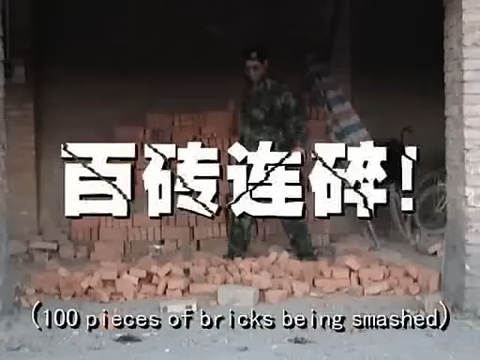 百砖连碎!
(100 pieces of bricks being smashed)